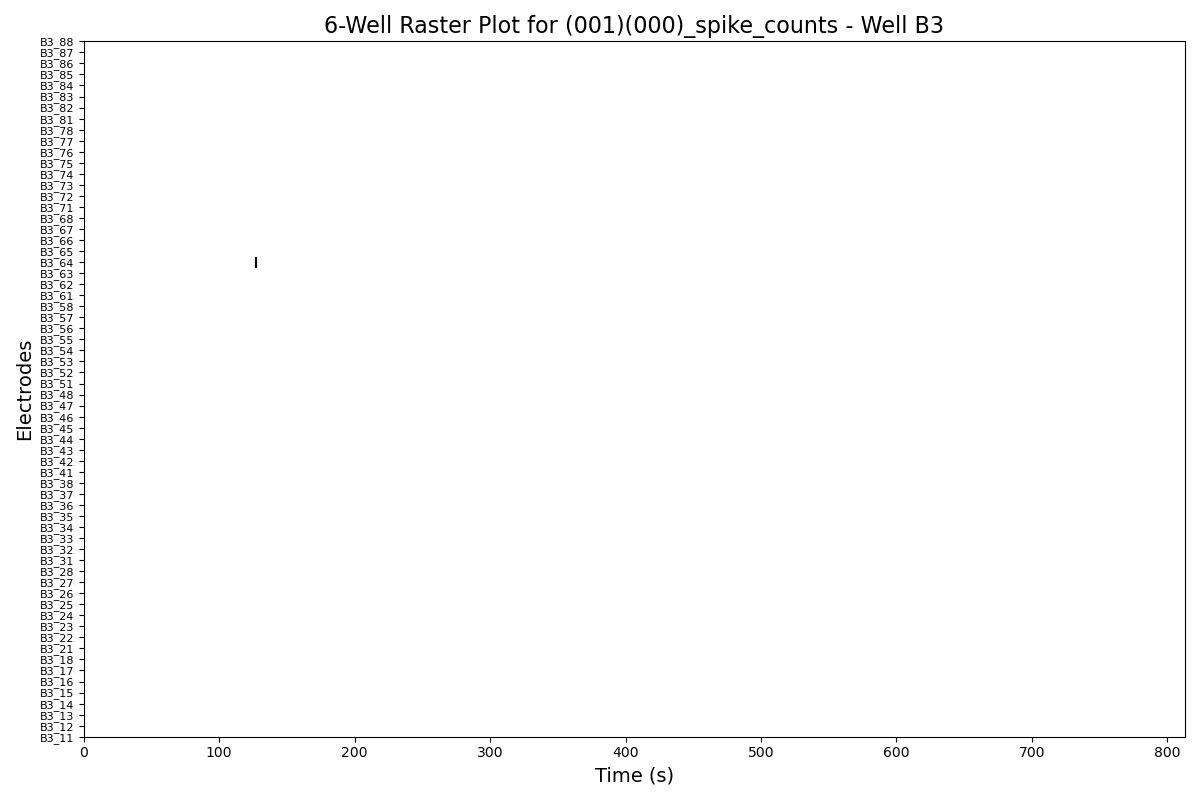 6-Well Raster Plot for (001)(000)_spike_counts - Well B3
B3_88
B3_87
B3_86
B3_85
B3_84
B3_83
B3_82
B3_81
B3_78
B3_77
B3_76
B3_75
B3_74
B3_73
B3_72
B3_71
B3_68
B3_67
B3_66
B3_65
B3_64
B3_63
B3_62
B3_61
B3_58
B3_57
B3_56
B3_55
B3_54
B3_53
B3_52
B3_51
B3_48
B3_47
B3_46
B3_45
B3_44
B3_43
B3_42
B3_41
B3_38
B3_37
B3_36
B3_35
B3_34
B3_33
B3_32
B3_31
B3_28
B3_27
B3_26
B3_25
B3_24
B3_23
B3_22
B3_21
B3_18
B3_17
B3_16
B3_15
B3_14
B3_13
B3_12
B3_11
Electrodes
0 100 200 300 400 500 600 700 800
Time (s)